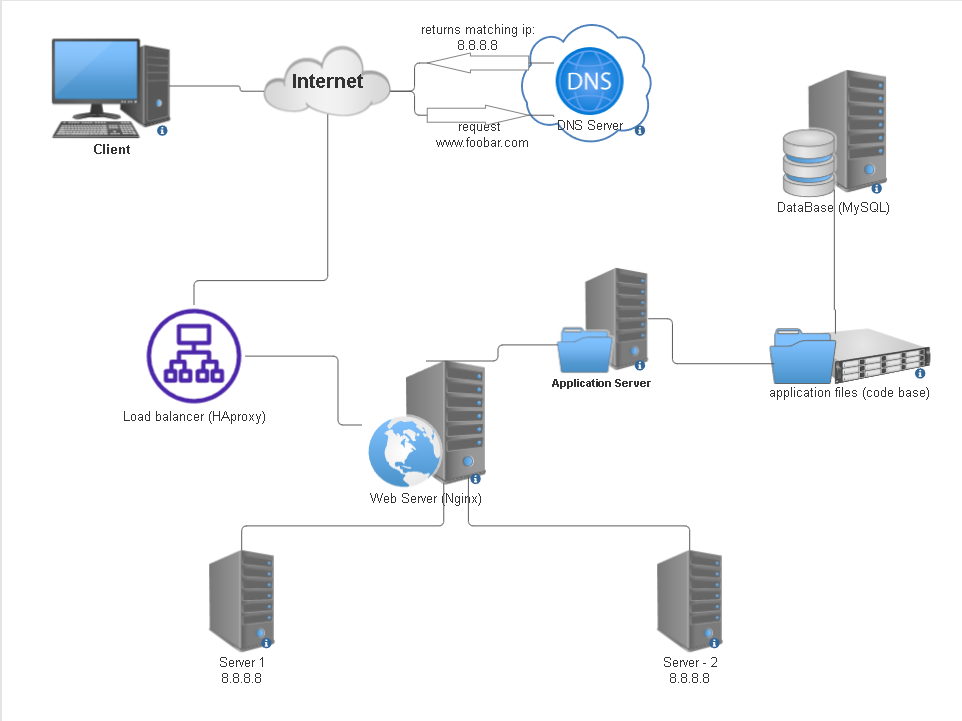 returns matching ip:
8.8.8.8
Internet
DNS
DNS Server
Client
request
www.foobar.com
DataBase (MySQL)
Application Server
application files (code base)
Load balancer (HAproxy)
Web Server (Nginx)
Server 1
8.8.8.8
Server - 2
8.8.8.8